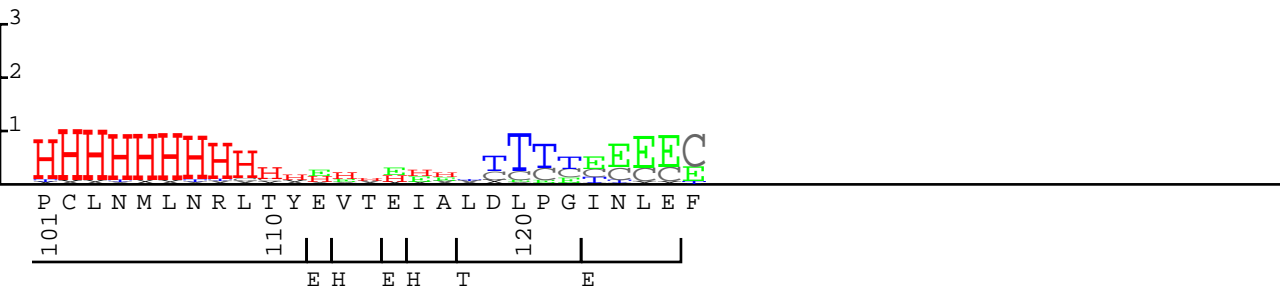 3
2
1
H H H H H H H H H H H E H H E H H T T T T E E E E C
H H E E C C C C C C C C E
P C L N M L N R L T Y E V T E I A L D L P G I N L E F
101 110 120
E H E H T E